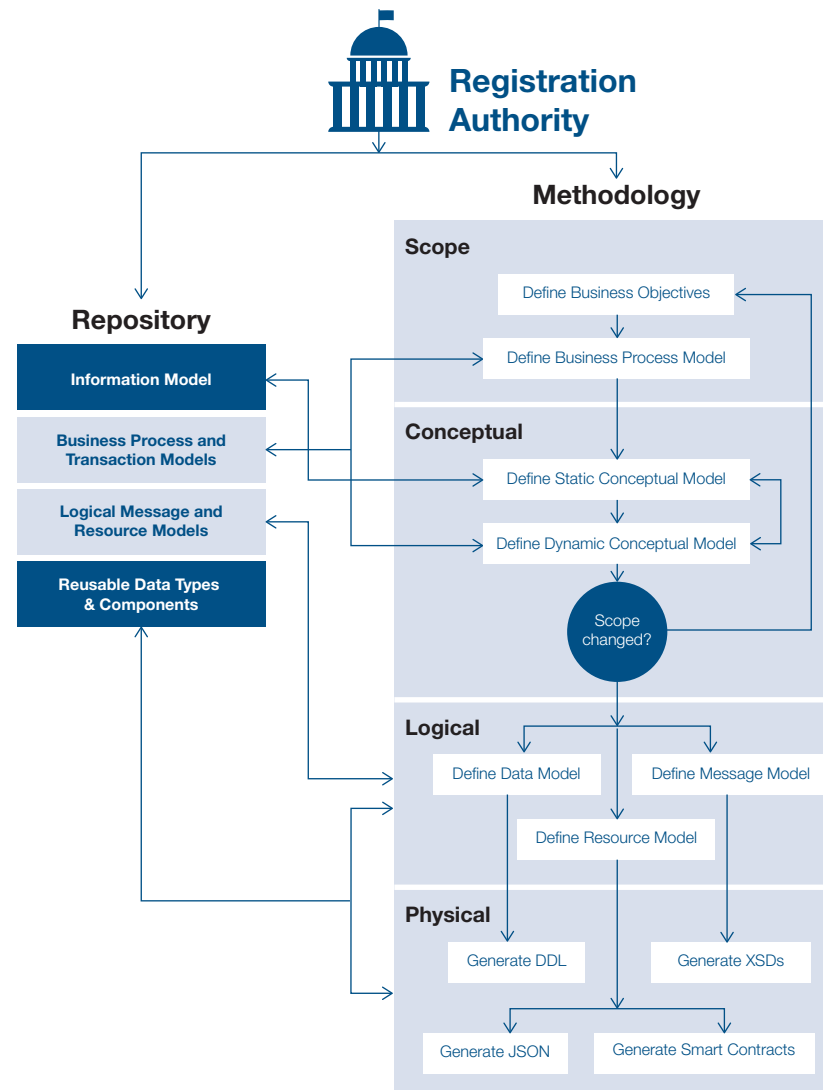 Registration
Authority
Repository
Information Model
Business Process and
Transaction Models
Logical Message and
Resource Models
Reusable Data Types
& Components
Methodology
Scope
Define Business Objectives
Define Business Process Model
Conceptual
Define Static Conceptual Model
Define Dynamic Conceptual Model
Scope
changed?
Logical
Define Data Model
Define Message Model
Define Resource Model
Physical
Generate DDL
Generate XSDs
Generate JSON
Generate Smart Contracts